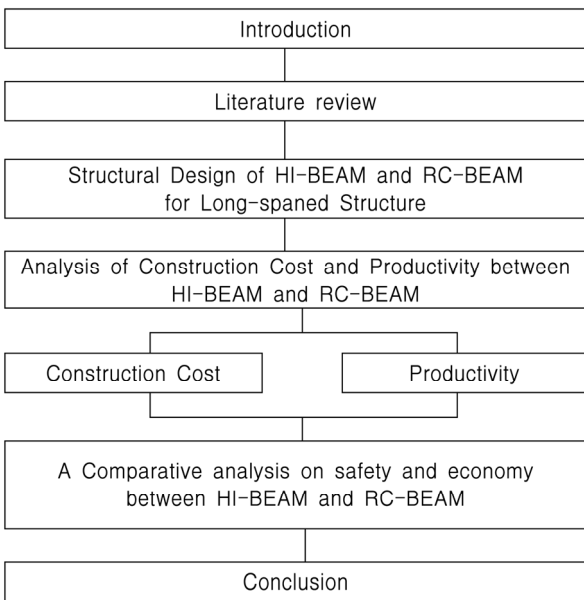 Introduction
Literature review
Structural Design of HI-BEAM and RC-BEAM
for Long-spaned Structure
Analysis of Construction Cost and Productivity between
HI-BEAM and RC-BEAM
Construction Cost
Productivity
A Comparative analysis on safety and economy
between HI-BEAM and RC-BEAM
Conclusion